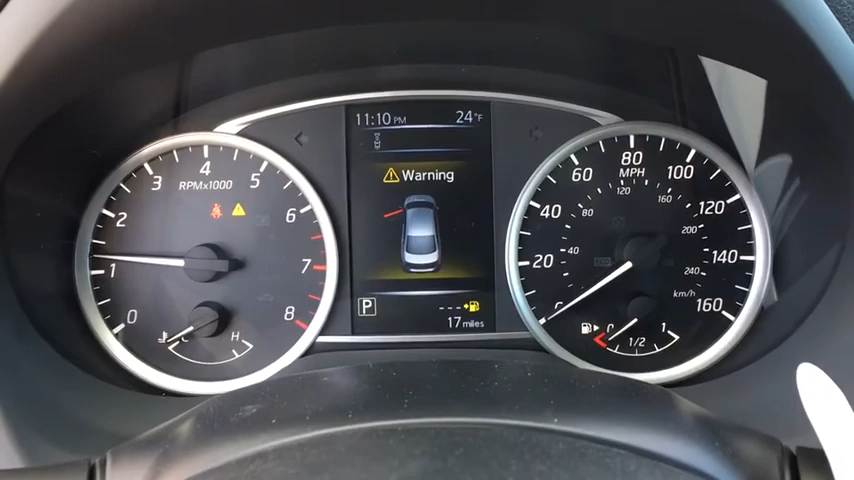 11:10 PM 24°F
Warning
P
---
17 miles
RPMx1000
0
1
2
3
4
5
6
7
8
C H
MPH
20
40
60
80
100
120
140
160
km/h
40
80
120
160
200
240
0 1/2 1